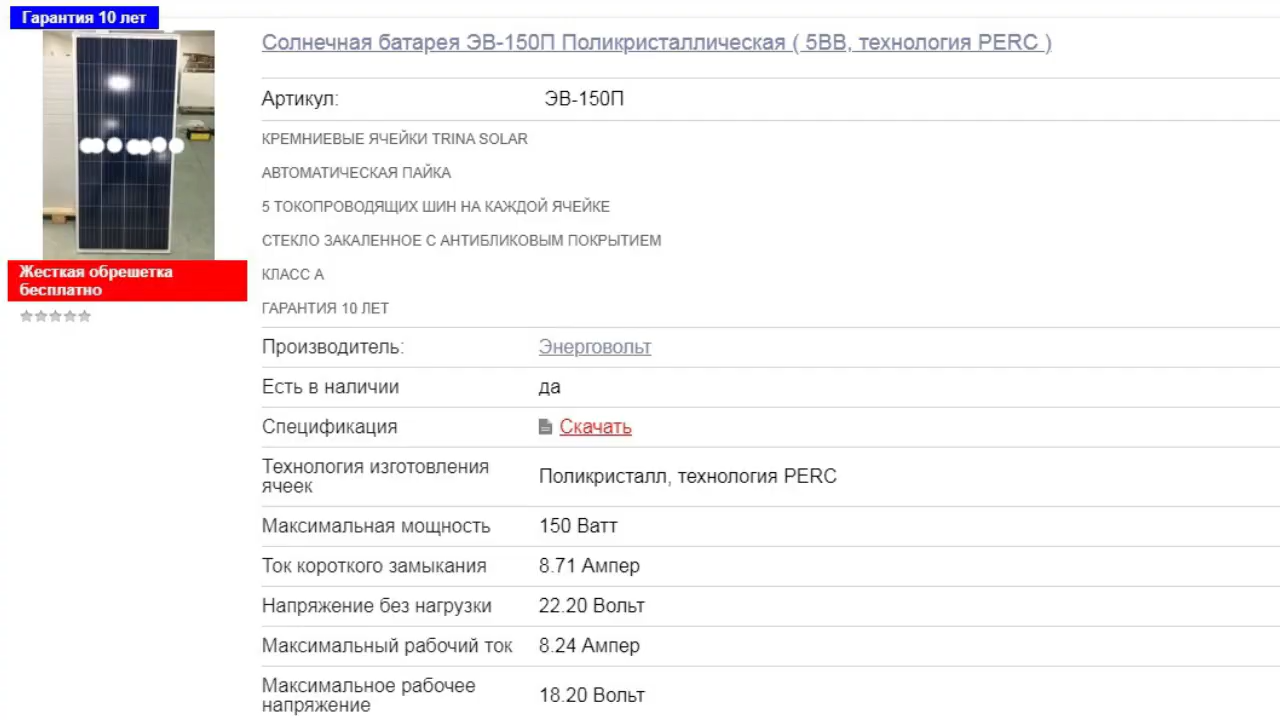 Гарантия 10 лет
Солнечная батарея ЭВ-150П Поликристаллическая ( 5BB, технология PERC )
Артикул: ЭВ-150П
КРЕМНИЕВЫЕ ЯЧЕЙКИ TRINA SOLAR
АВТОМАТИЧЕСКАЯ ПАЙКА
5 ТОКОПРОВОДЯЩИХ ШИН НА КАЖДОЙ ЯЧЕЙКЕ
СТЕКЛО ЗАКАЛЕННОЕ С АНТИБЛИКОВЫМ ПОКРЫТИЕМ
Жесткая обрешетка
бесплатно
КЛАСС А
ГАРАНТИЯ 10 ЛЕТ
Производитель: Энерговольт
Есть в наличии да
Спецификация Скачать
Технология изготовления
ячеек
Поликристалл, технология PERC
Максимальная мощность 150 Ватт
Ток короткого замыкания 8.71 Ампер
Напряжение без нагрузки 22.20 Вольт
Максимальный рабочий ток 8.24 Ампер
Максимальное рабочее
напряжение
18.20 Вольт